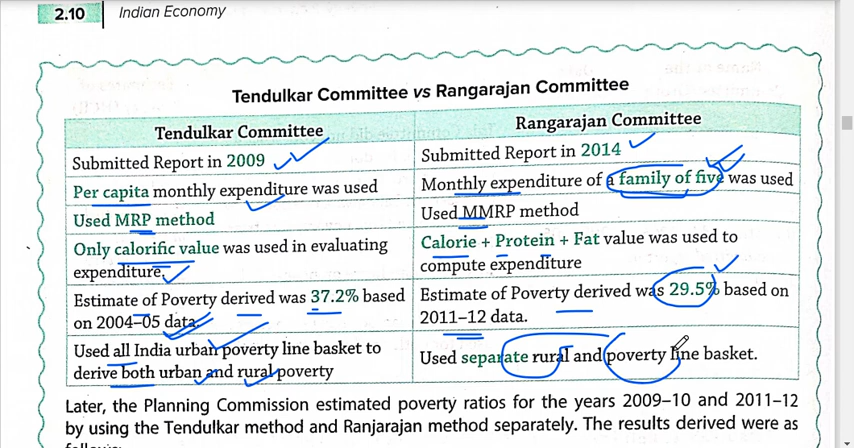 2.10 Indian Economy
Tendulkar Committee vs Rangarajan Committee
Tendulkar Committee
Rangarajan Committee
Submitted Report in 2009
Submitted Report in 2014
Per capita monthly expenditure was used
Monthly expenditure of a family of five was used
Used MRP method
Used MMRP method
Only calorific value was used in evaluating
expenditure.
Calorie + Protein + Fat value was used to
compute expenditure
Estimate of Poverty derived was 37.2% based
on 2004–05 data.
Estimate of Poverty derived was 29.5% based on
2011–12 data.
Used all India urban poverty line basket to
derive both urban and rural poverty
Used separate rural and poverty line basket.
Later, the Planning Commission estimated poverty ratios for the years 2009–10 and 2011–12
by using the Tendulkar method and Ranjarajan method separately. The results derived were as